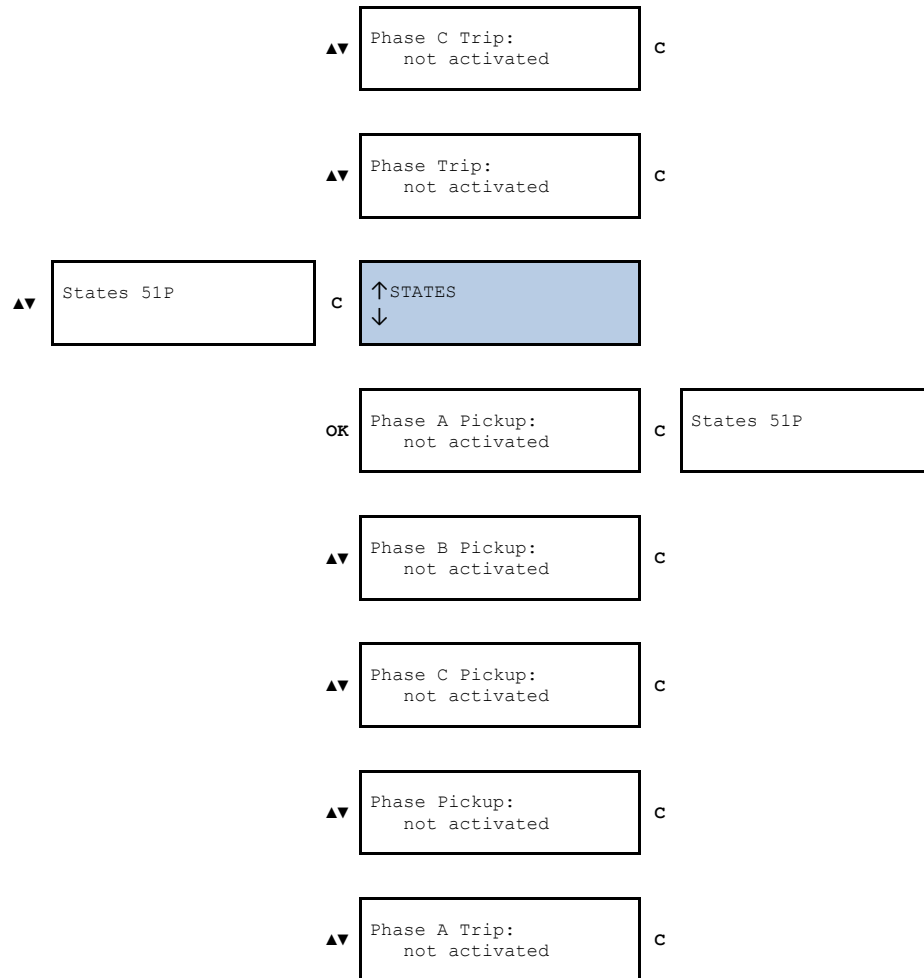 ▲▼ Phase C Trip: C
not activated
▲▼ Phase Trip: C
not activated
▲▼ States 51P C ↑STATES
↓
OK Phase A Pickup: C States 51P
not activated
▲▼ Phase B Pickup: C
not activated
▲▼ Phase C Pickup: C
not activated
▲▼ Phase Pickup: C
not activated
▲▼ Phase A Trip: C
not activated